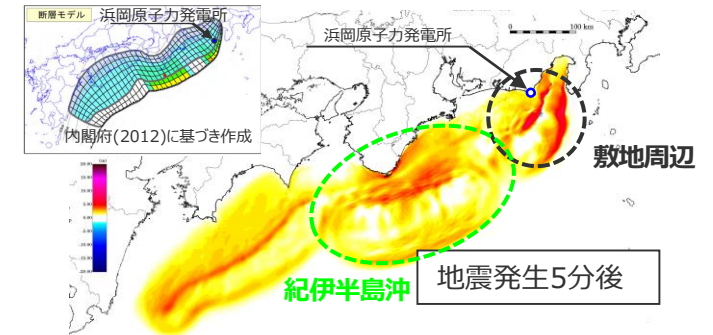 断層モデル
浜岡原子力発電所
内閣府(2012)に基づき作成
浜岡原子力発電所
0 100 km
敷地周辺
紀伊半島沖
地震発生5分後